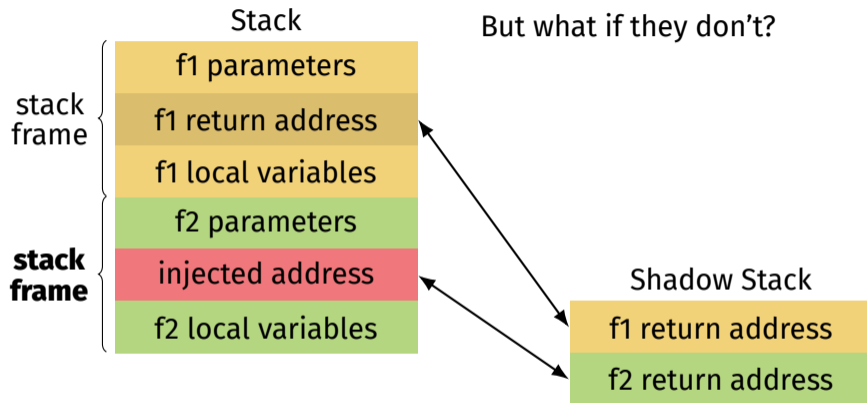 Stack
But what if they don't?
f1 parameters
stack
frame
f1 return address
f1 local variables
f2 parameters
stack
frame
injected address
f2 local variables
Shadow Stack
f1 return address
f2 return address